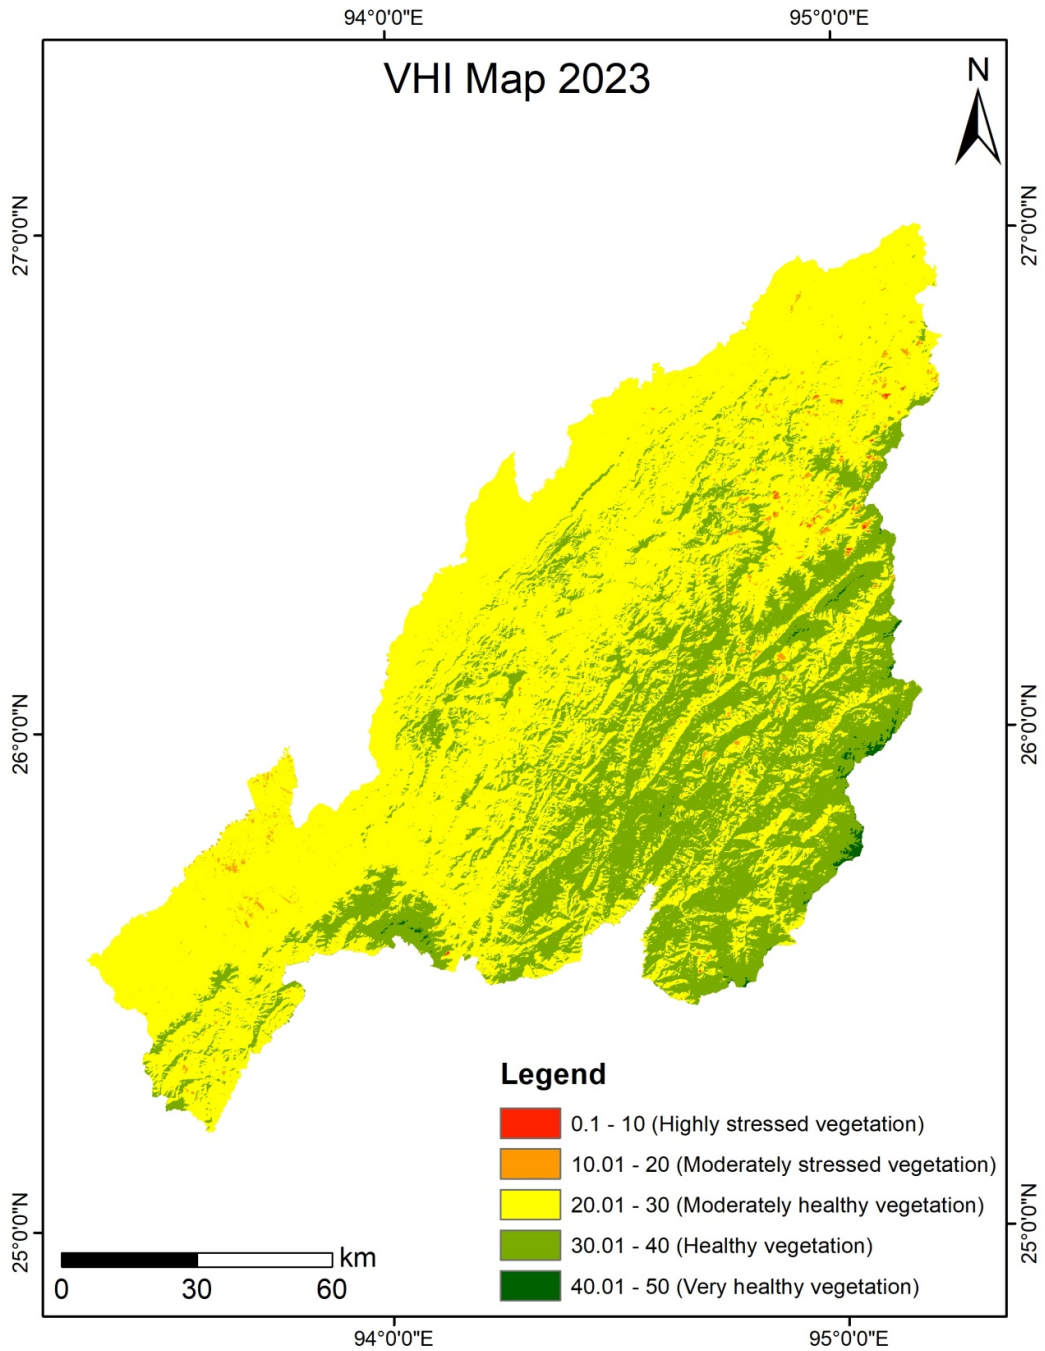 94°0'0"E
95°0'0"E
VHI Map 2023
N
27°0'0"N
27°0'0"N
26°0'0"N
26°0'0"N
25°0'0"N
25°0'0"N
Legend
0.1 - 10 (Highly stressed vegetation)
10.01 - 20 (Moderately stressed vegetation)
20.01 - 30 (Moderately healthy vegetation)
30.01 - 40 (Healthy vegetation)
40.01 - 50 (Very healthy vegetation)
km
0 30 60
94°0'0"E
95°0'0"E